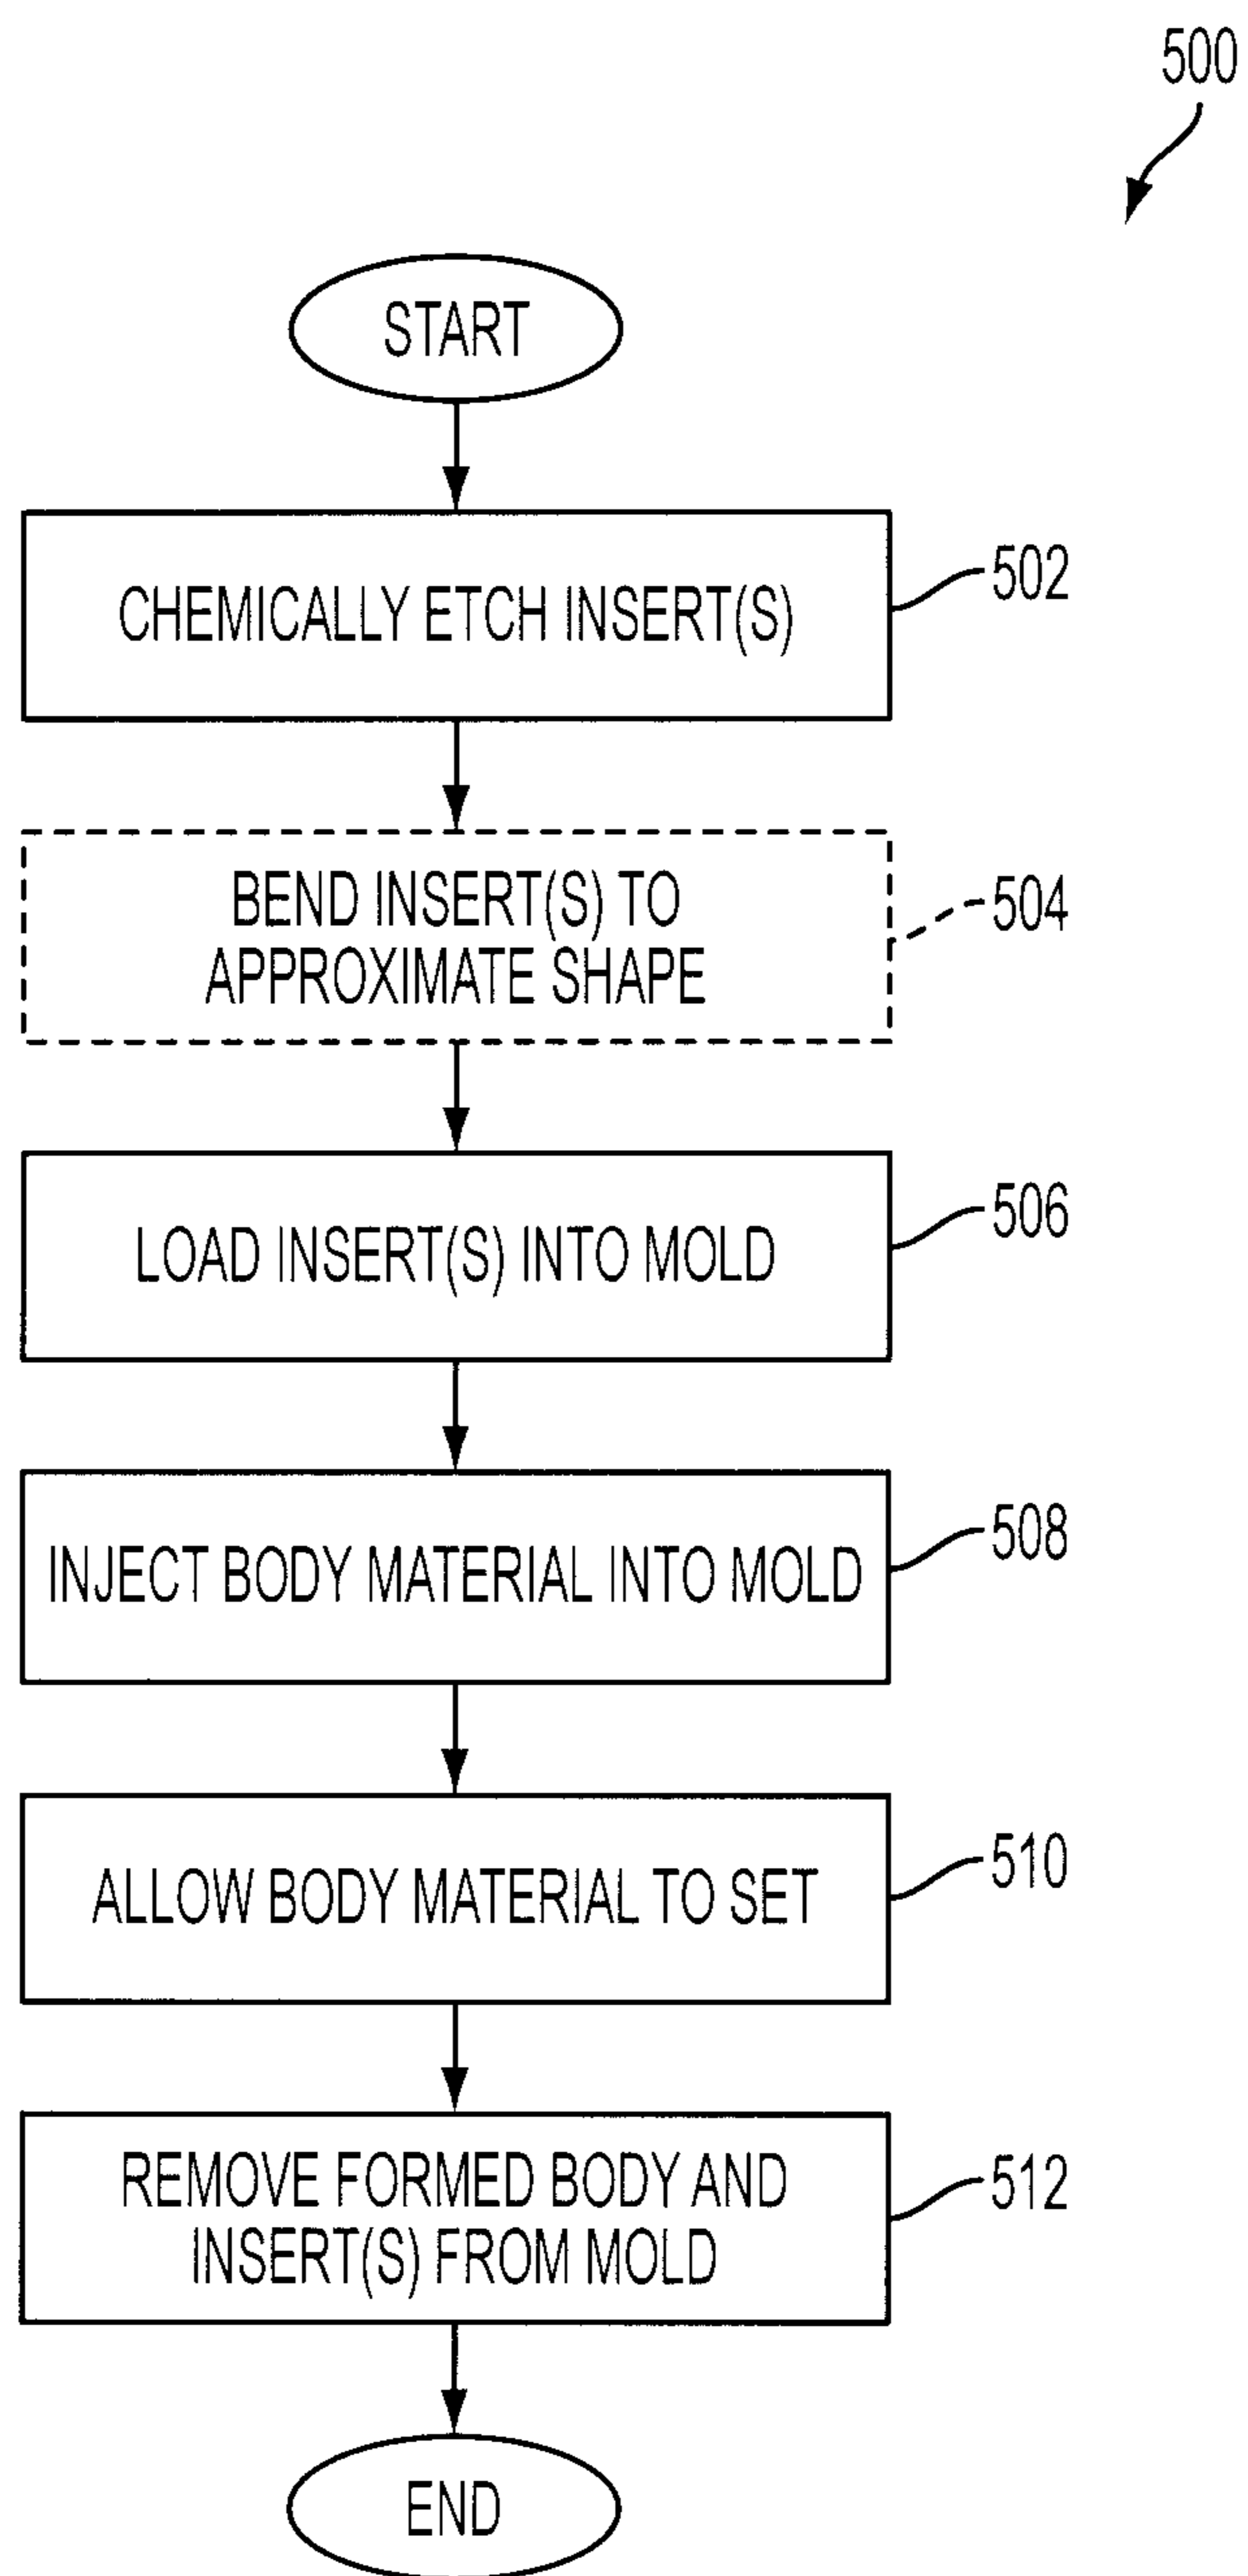 500
START
CHEMICALLY ETCH INSERT(S)
502
BEND INSERT(S) TO
APPROXIMATE SHAPE
504
LOAD INSERT(S) INTO MOLD
506
INJECT BODY MATERIAL INTO MOLD
508
ALLOW BODY MATERIAL TO SET
510
REMOVE FORMED BODY AND
INSERT(S) FROM MOLD
512
END